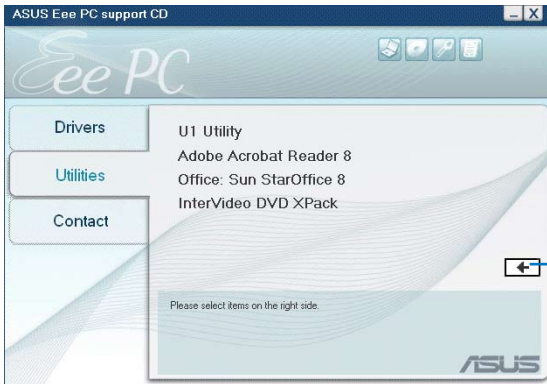 ASUS Eee PC support CD
Eee PC
Drivers
Utilities
Contact
U1 Utility
Adobe Acrobat Reader 8
Office: Sun StarOffice 8
InterVideo DVD XPack
Please select items on the right side.
ASUS